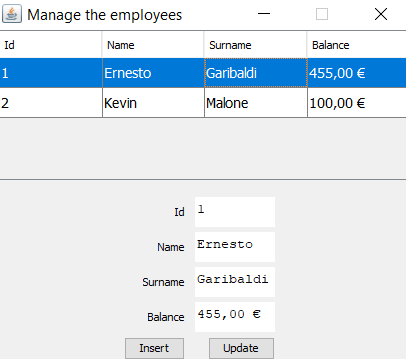 Manage the employees
Id Name Surname Balance
1 Ernesto Garibaldi 455,00 €
2 Kevin Malone 100,00 €
Id 1
Name Ernesto
Surname Garibaldi
Balance 455,00 €
Insert Update